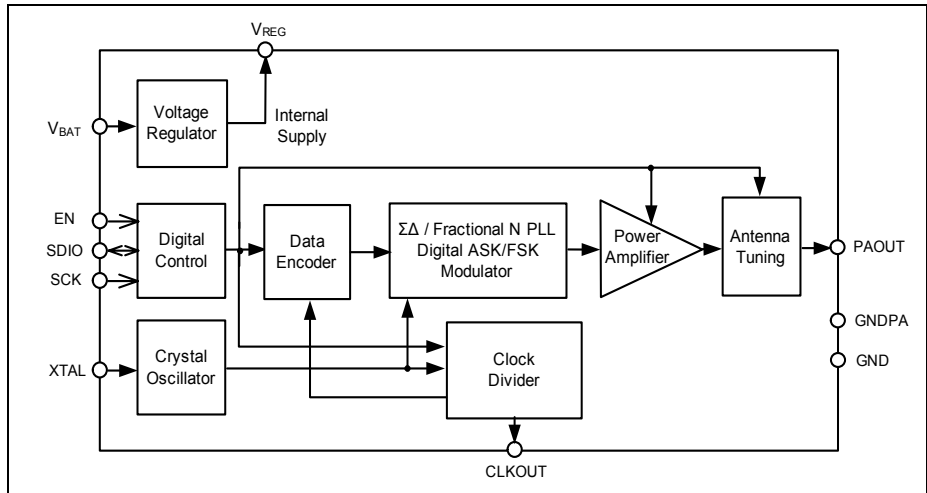 VREG
Voltage
Regulator
Internal
Supply
VBAT
EN
SDIO
SCK
Digital
Control
Data
Encoder
ΣΔ / Fractional N PLL
Digital ASK/FSK
Modulator
Power
Amplifier
Antenna
Tuning
PAOUT
GNDPA
GND
XTAL
Crystal
Oscillator
Clock
Divider
CLKOUT